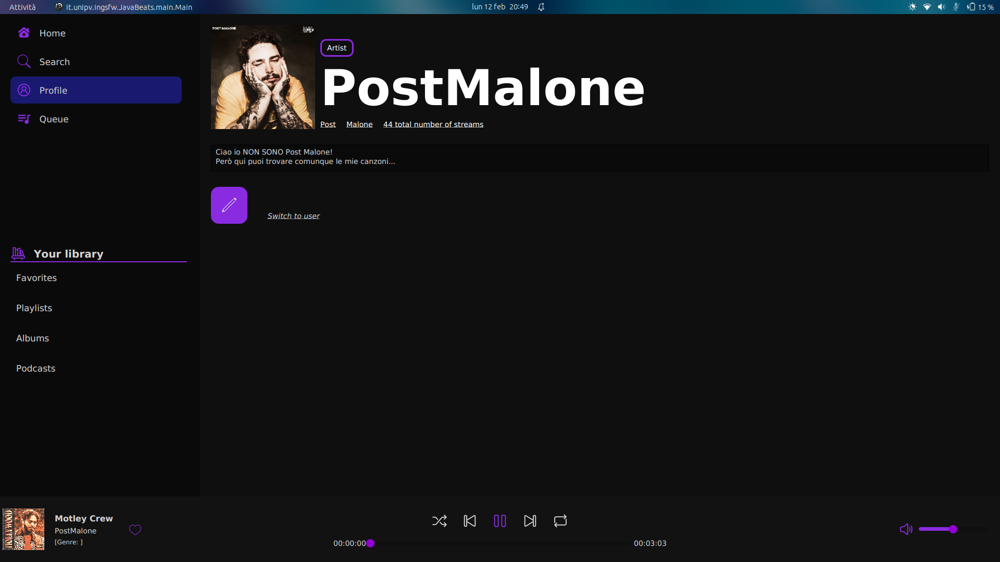 Attività
it.unipv.ingsfw.JavaBeats.main.Main
lun 12 feb 20:49
15 %
Home
Search
Profile
Queue
Your library
Favorites
Playlists
Albums
Podcasts
POST MALONE
Artist
PostMalone
Post Malone 44 total number of streams
Ciao io NON SONO Post Malone!
Però qui puoi trovare comunque le mie canzoni...
Switch to user
HOLLYWOOD
Motley Crew
PostMalone
[Genre: ]
00:00:00
00:03:03